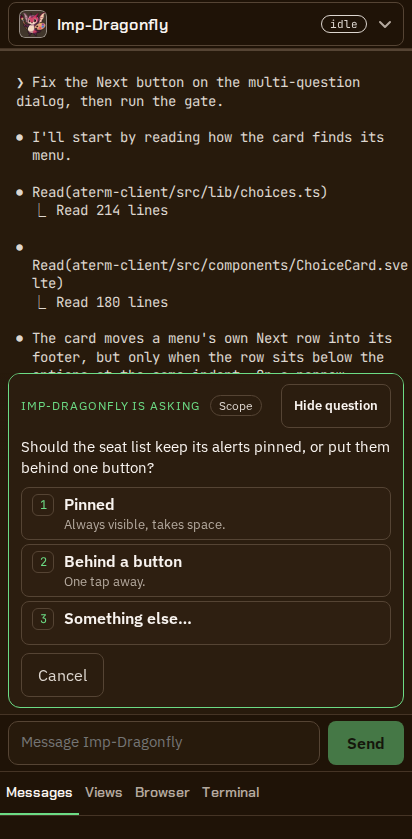 Imp-Dragonfly
idle
❯ Fix the Next button on the multi-question
dialog, then run the gate.
● I'll start by reading how the card finds its
menu.
● Read(aterm-client/src/lib/choices.ts)
⎿ Read 214 lines
●
Read(aterm-client/src/components/ChoiceCard.sve
lte)
⎿ Read 180 lines
● The card moves a menu's own Next row into its
footer, but only when the row sits below the
IMP-DRAGONFLY IS ASKING
Scope
Hide question
Should the seat list keep its alerts pinned, or put them
behind one button?
1 Pinned
Always visible, takes space.
2 Behind a button
One tap away.
3 Something else...
Cancel
Message Imp-Dragonfly
Send
Messages Views Browser Terminal